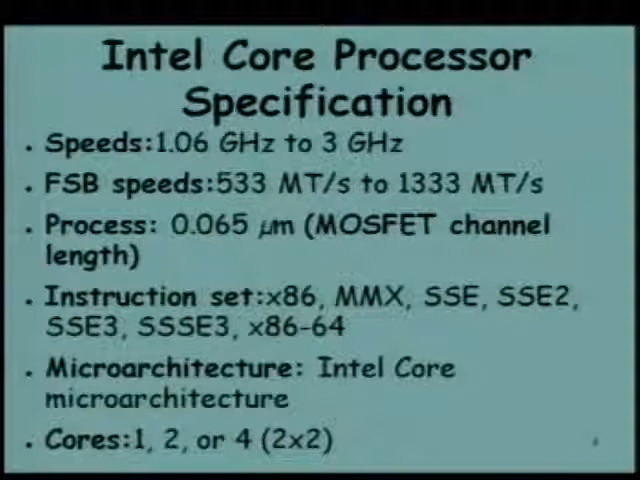 Intel Core Processor
Specification
. Speeds:1.06 GHz to 3 GHz
. FSB speeds:533 MT/s to 1333 MT/s
. Process: 0.065 µm (MOSFET channel
length)
. Instruction set:x86, MMX, SSE, SSE2,
SSE3, SSSE3, x86-64
. Microarchitecture: Intel Core
microarchitecture
. Cores:1, 2, or 4 (2x2)